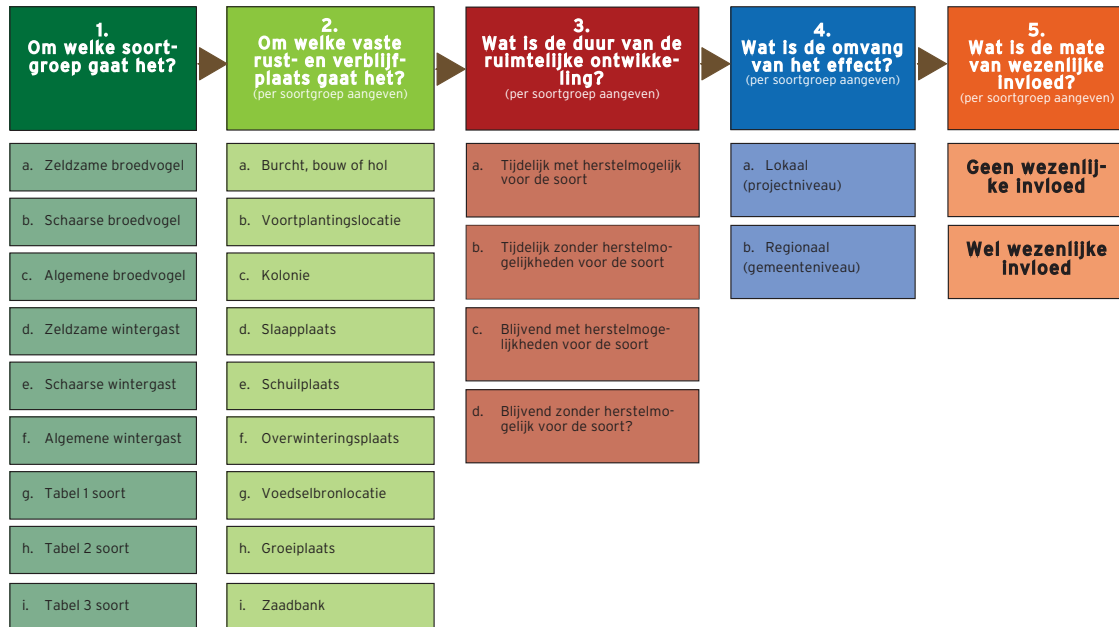 1.
Om welke soort-
groep gaat het?
a. Zeldzame broedvogel
b. Schaarse broedvogel
c. Algemene broedvogel
d. Zeldzame wintergast
e. Schaarse wintergast
f. Algemene wintergast
g. Tabel 1 soort
h. Tabel 2 soort
i. Tabel 3 soort
2.
Om welke vaste
rust- en verblijf-
plaats gaat het?
(per soortgroep aangeven)
a. Burcht, bouw of hol
b. Voortplantingslocatie
c. Kolonie
d. Slaapplaats
e. Schuilplaats
f. Overwinteringsplaats
g. Voedselbronlocatie
h. Groeiplaats
i. Zaadbank
3.
Wat is de duur van de
ruimtelijke ontwikke-
ling?
(per soortgroep aangeven)
a. Tijdelijk met herstelmogelijk
voor de soort
b. Tijdelijk zonder herstelmo-
gelijkheden voor de soort
c. Blijvend met herstelmoge-
lijkheden voor de soort
d. Blijvend zonder herstelmo-
gelijk voor de soort?
4.
Wat is de omvang
van het effect?
(per soortgroep aangeven)
a. Lokaal
(projectniveau)
b. Regionaal
(gemeenteniveau)
5.
Wat is de mate
van wezenlijke
invloed?
(per soortgroep aangeven)
Geen wezenlij-
ke invloed
Wel wezenlijke
invloed